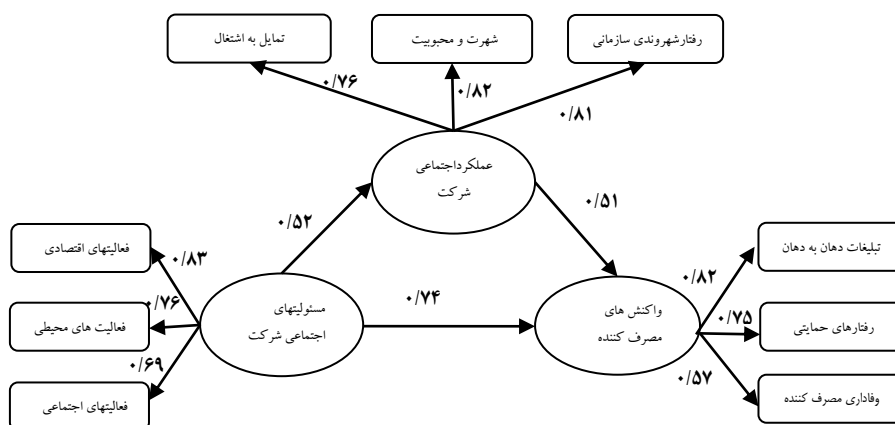 رفتارشهروندی سازمانی
شهرت و محبوبیت
تمایل به اشتغال
۰/۸۱
۰/۸۲
۰/۷۶
عملکرداجتماعی
شرکت
۰/۵۱
۰/۵۲
تبلیغات دهان به دهان
رفتارهای حمایتی
وفاداری مصرف کننده
۰/۸۲
۰/۷۵
۰/۵۷
واکنش های
مصرف کننده
۰/۷۴
مسئولیتهای
اجتماعی شرکت
۰/۸۳
۰/۷۶
۰/۶۹
فعالیتهای اقتصادی
فعالیت های محیطی
فعالیتهای اجتماعی